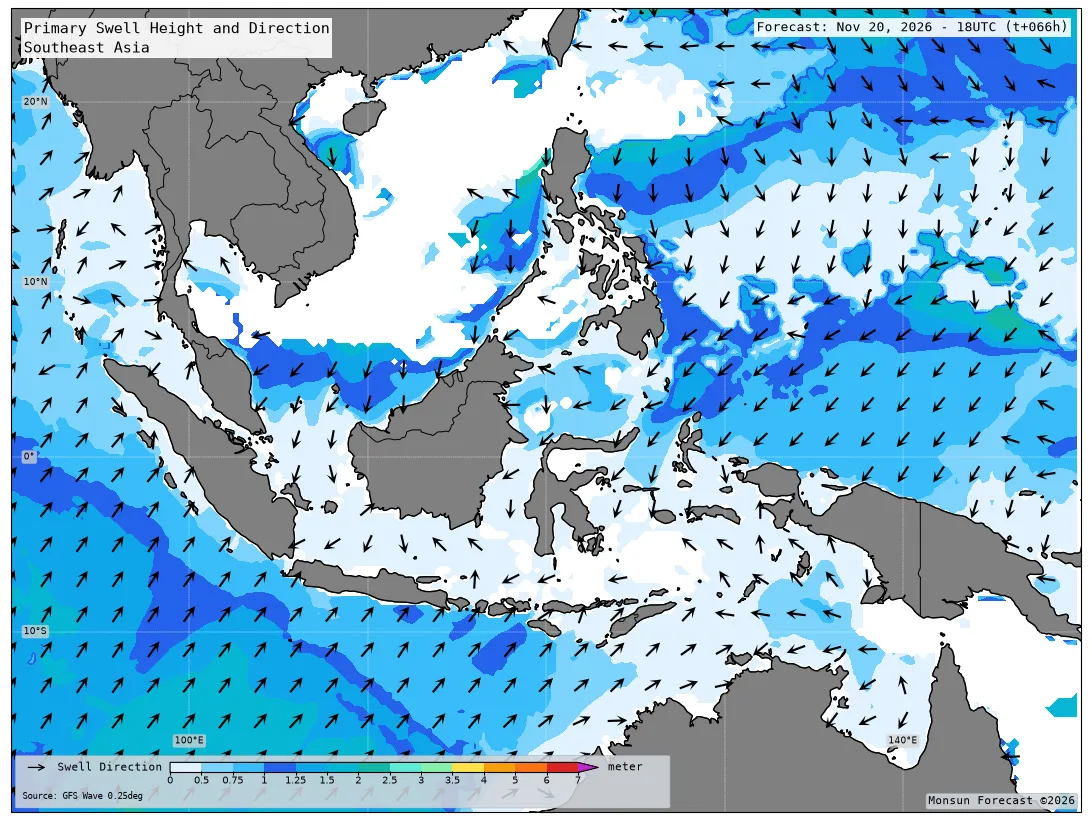 Primary Swell Height and Direction
Southeast Asia
Forecast: Nov 20, 2026 - 18UTC (t+066h)
20°N
10°N
0°
10°S
100°E
140°E
Swell Direction
0 0.5 0.75 1 1.25 1.5 2 2.5 3 3.5 4 5 6 7
meter
Source: GFS Wave 0.25deg
Monsun Forecast ©2026